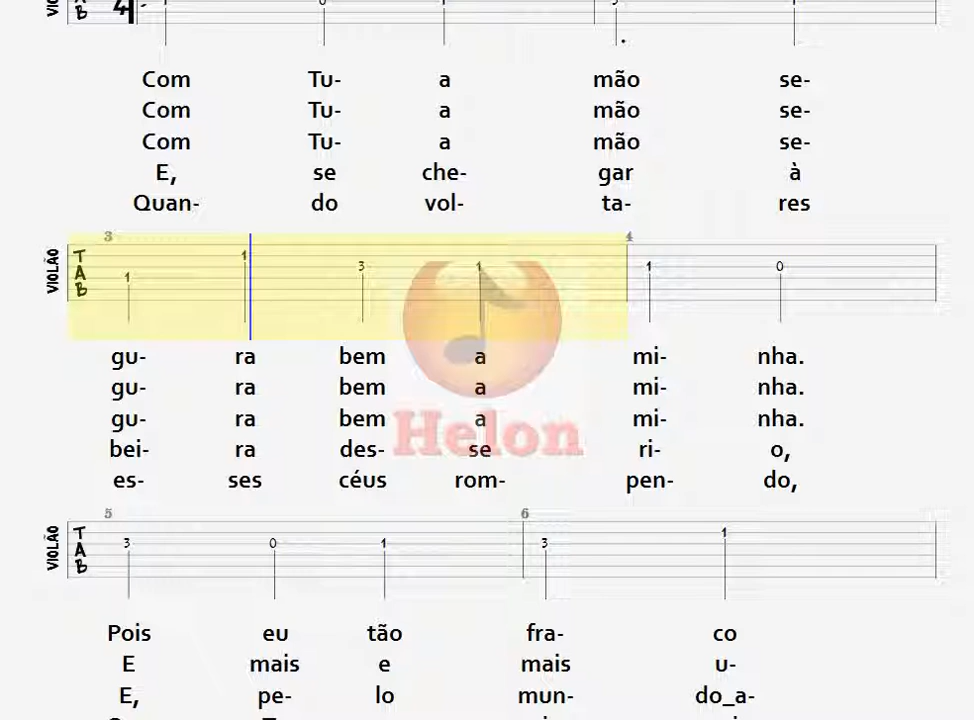 VIO
B
4
Com Tu- a mão se-
Com Tu- a mão se-
Com Tu- a mão se-
E, se che- gar à
Quan- do vol- ta- res
3 4
VIOLÃO
T
A
B
1 1 3 1 1 0
Helon
gu- ra bem a mi- nha.
gu- ra bem a mi- nha.
gu- ra bem a mi- nha.
bei- ra des- se ri- o,
es- ses céus rom- pen- do,
5 6
VIOLÃO
T
A
B
3 0 1 3 1
Pois eu tão fra- co
E mais e mais u-
E, pe- lo mun- do_a-